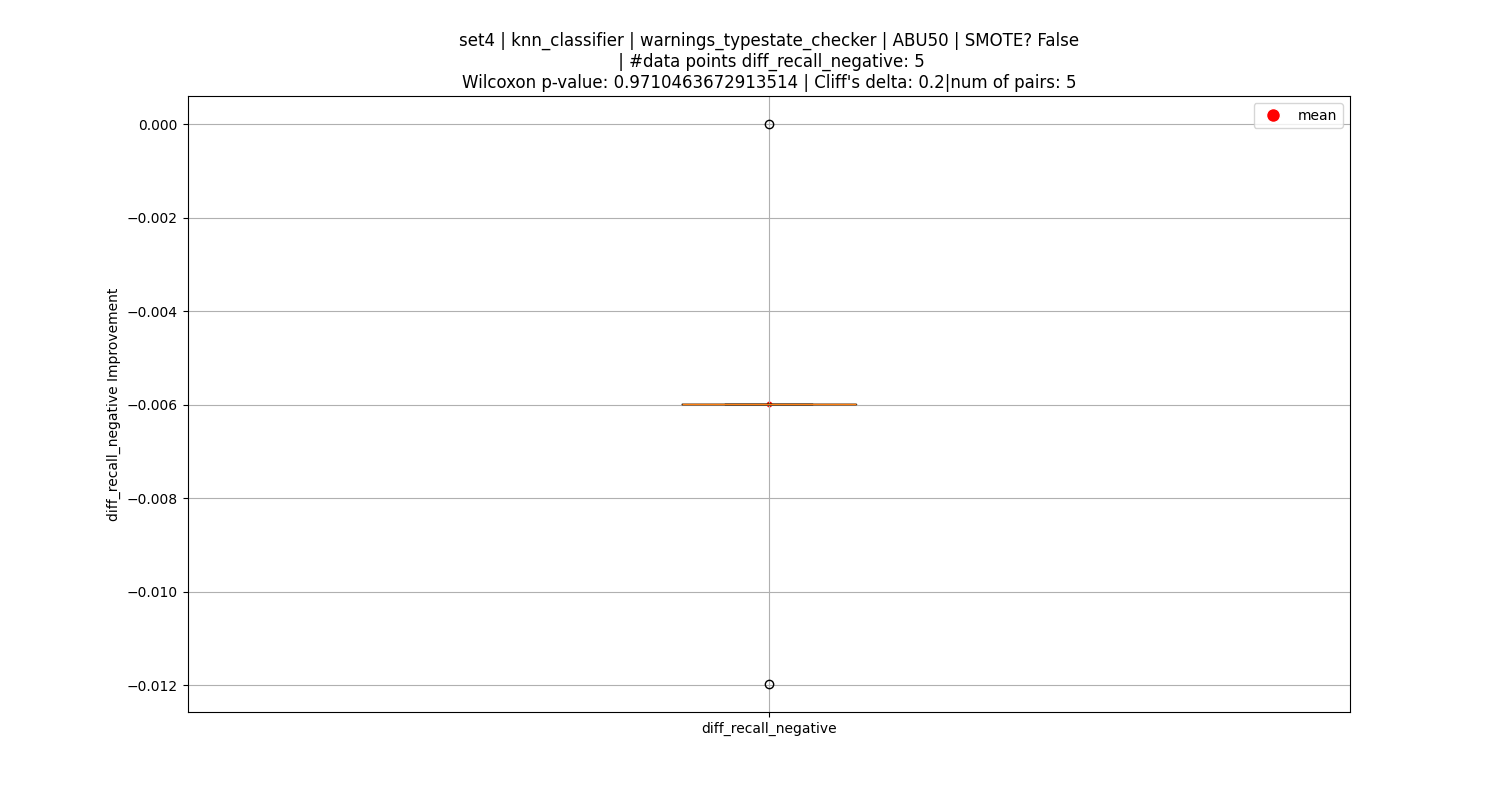 set4 | knn_classifier | warnings_typestate_checker | ABU50 | SMOTE? False
| #data points diff_recall_negative: 5
Wilcoxon p-value: 0.9710463672913514 | Cliff's delta: 0.2|num of pairs: 5
mean
0.000
−0.002
−0.004
−0.006
−0.008
−0.010
−0.012
diff_recall_negative Improvement
diff_recall_negative